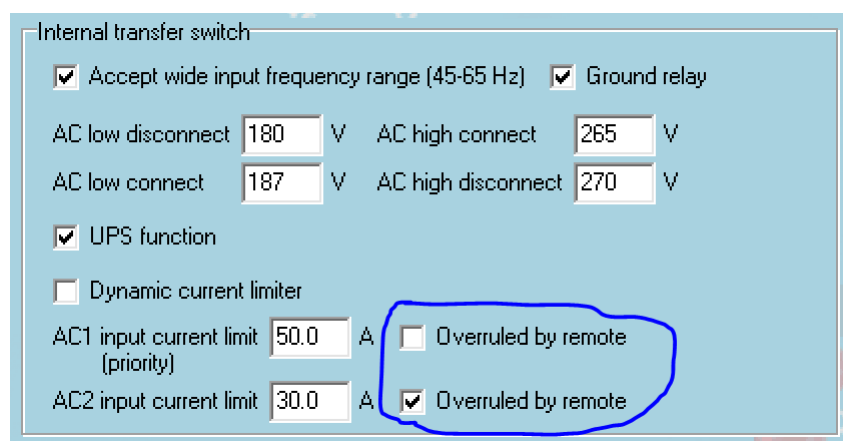 Internal transfer switch
Accept wide input frequency range (45-65 Hz) Ground relay
AC low disconnect 180 V AC high connect 265 V
AC low connect 187 V AC high disconnect 270 V
UPS function
Dynamic current limiter
AC1 input current limit 50.0 A Overruled by remote
(priority)
AC2 input current limit 30.0 A Overruled by remote